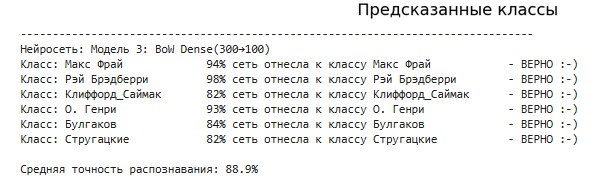 Предсказанные классы
--------------------------------------------------------------------------------
Нейросеть: Модель 3: BoW Dense(300→100)
Класс: Макс Фрай 94% сеть отнесла к классу Макс Фрай - ВЕРНО :-)
Класс: Рэй Брэдберри 98% сеть отнесла к классу Рэй Брэдберри - ВЕРНО :-)
Класс: Клиффорд_Саймак 82% сеть отнесла к классу Клиффорд_Саймак - ВЕРНО :-)
Класс: О. Генри 93% сеть отнесла к классу О. Генри - ВЕРНО :-)
Класс: Булгаков 84% сеть отнесла к классу Булгаков - ВЕРНО :-)
Класс: Стругацкие 82% сеть отнесла к классу Стругацкие - ВЕРНО :-)
Средняя точность распознавания: 88.9%